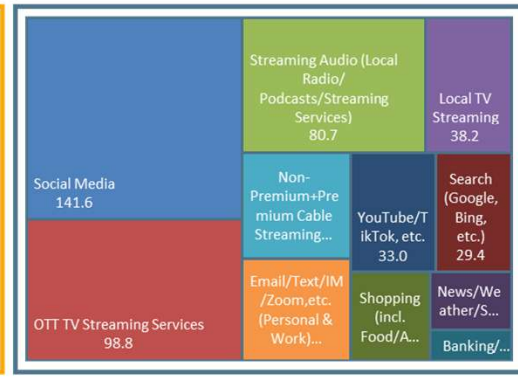 Social Media
141.6
OTT TV Streaming Services
98.8
Streaming Audio (Local
Radio/
Podcasts/Streaming
Services)
80.7
Local TV
Streaming
38.2
Non-
Premium+Pre
mium Cable
Streaming...
YouTube/T
ikTok, etc.
33.0
Search
(Google,
Bing,
etc.)
29.4
Email/Text/IM
/Zoom,etc.
(Personal &
Work)...
Shopping
(incl.
Food/A...
News/We
ather/S...
Banking/...